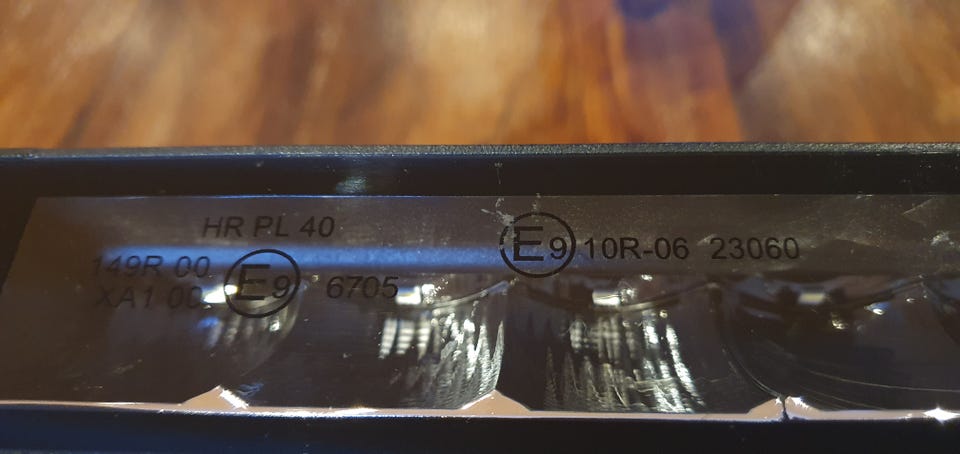 HR PL 40
149R 00
XA1 00
E9 6705
E9 10R-06 23060